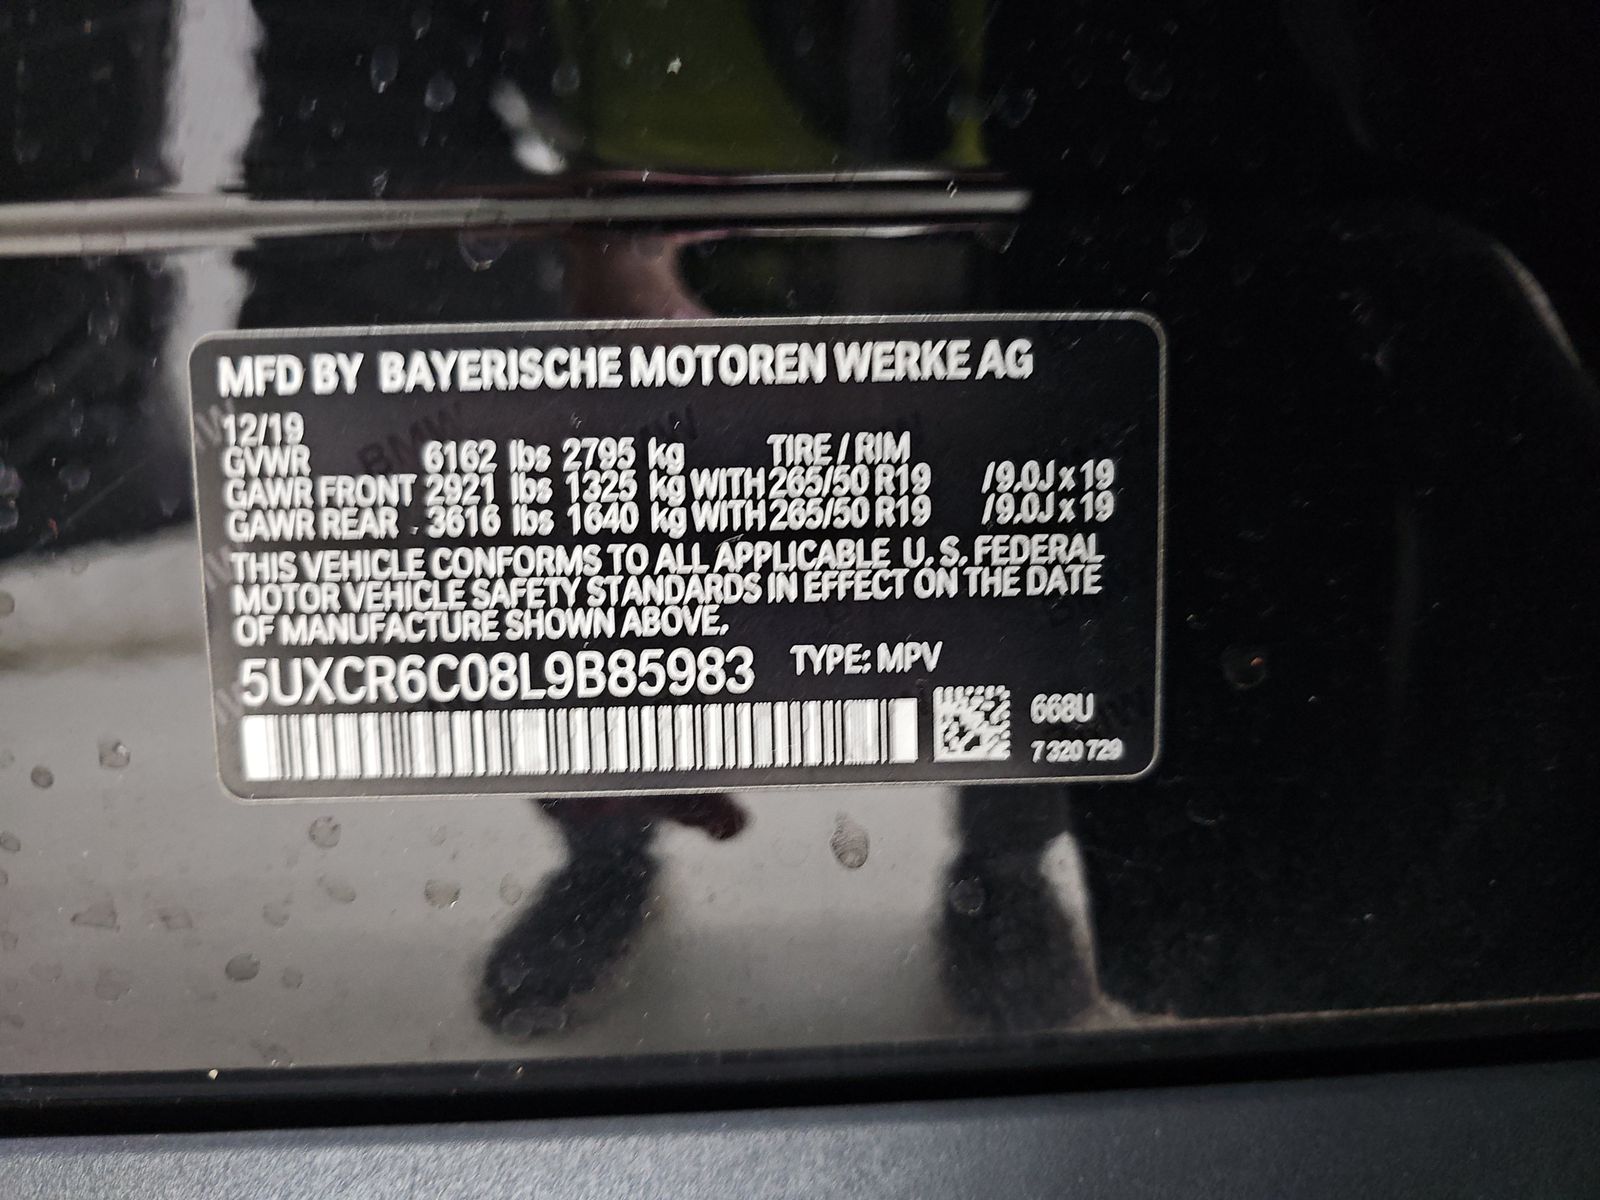 MFD BY BAYERISCHE MOTOREN WERKE AG
12/19
GVWR 6162 lbs 2795 kg TIRE / RIM
GAWR FRONT 2921 lbs 1325 kg WITH 265/50 R19 /9.0J x 19
GAWR REAR 3616 lbs 1640 kg WITH 265/50 R19 /9.0J x 19
THIS VEHICLE CONFORMS TO ALL APPLICABLE U.S. FEDERAL
MOTOR VEHICLE SAFETY STANDARDS IN EFFECT ON THE DATE
OF MANUFACTURE SHOWN ABOVE.
5UXCR6C08L9B85983 TYPE: MPV
668U
7 320 729